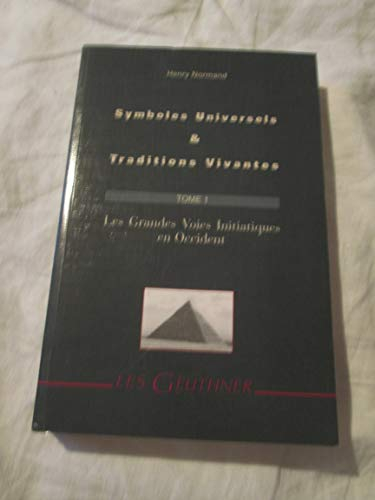 Henry Normand
Symboles Universels
&
Traditions Vivantes
TOME 1
Les Grandes Voies Initiatiques
en Occident
LES GEUTHNER